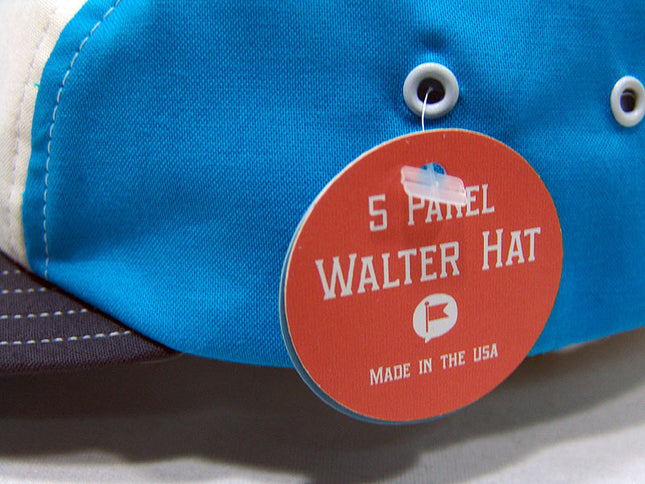 5 PANEL
WALTER HAT
MADE IN THE USA